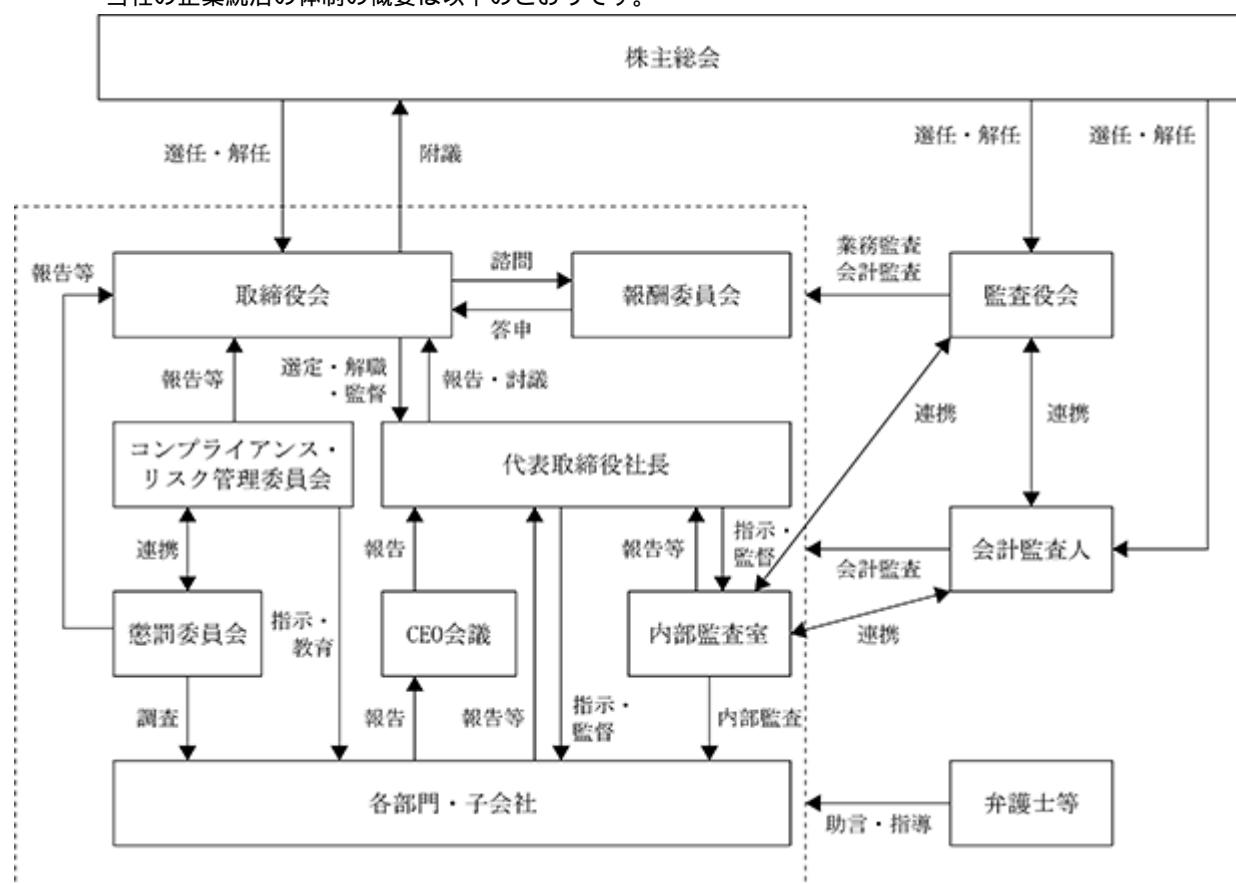 当社の企業統治の体制の概要は以下のとおりです。
株主総会
選任・解任
附議
選任・解任
選任・解任
報告等
取締役会
諮問
答申
報酬委員会
業務監査
会計監査
監査役会
報告等
選定・解職
・監督
報告・討議
連携
連携
コンプライアンス・
リスク管理委員会
代表取締役社長
連携
報告
報告等
指示・
監督
会計監査
会計監査人
懲罰委員会
指示・
教育
CEO会議
内部監査室
連携
調査
報告
報告等
指示・
監督
内部監査
各部門・子会社
助言・指導
弁護士等